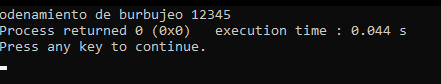 odenamiento de burbujeo 12345
Process returned 0 (0x0)   execution time : 0.044 s
Press any key to continue.